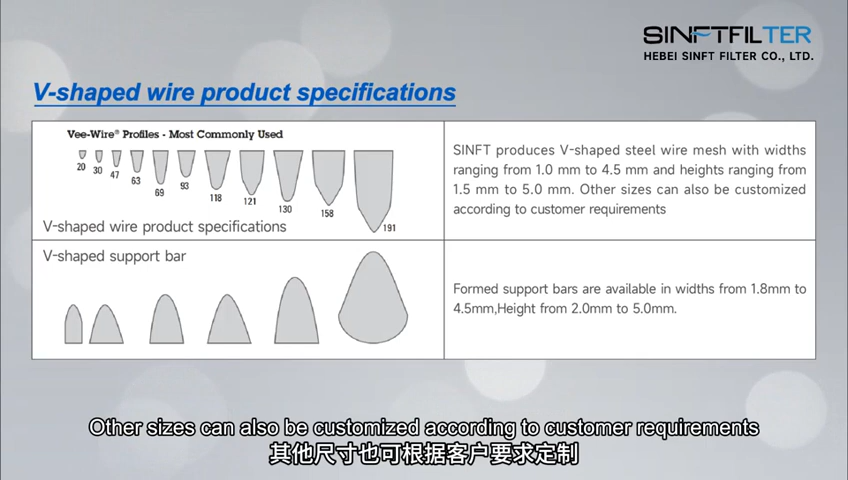 SINFTFILTER
HEBEI SINFT FILTER CO., LTD.
V-shaped wire product specifications
Vee-Wire® Profiles - Most Commonly Used
20 30 47 63 69 93 118 121 130 158 191
V-shaped wire product specifications
SINFT produces V-shaped steel wire mesh with widths
ranging from 1.0 mm to 4.5 mm and heights ranging from
1.5 mm to 5.0 mm. Other sizes can also be customized
according to customer requirements
V-shaped support bar
Formed support bars are available in widths from 1.8mm to
4.5mm,Height from 2.0mm to 5.0mm.
Other sizes can also be customized according to customer requirements
其他尺寸也可根据客户要求定制